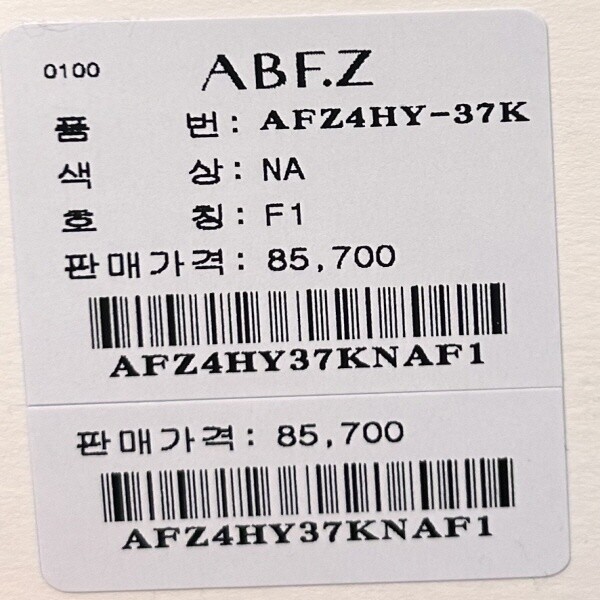 0100 ABF.Z
품 번: AFZ4HY-37K
색 상: NA
호 칭: F1
판매가격: 85,700
AFZ4HY37KNAF1
판매가격: 85,700
AFZ4HY37KNAF1